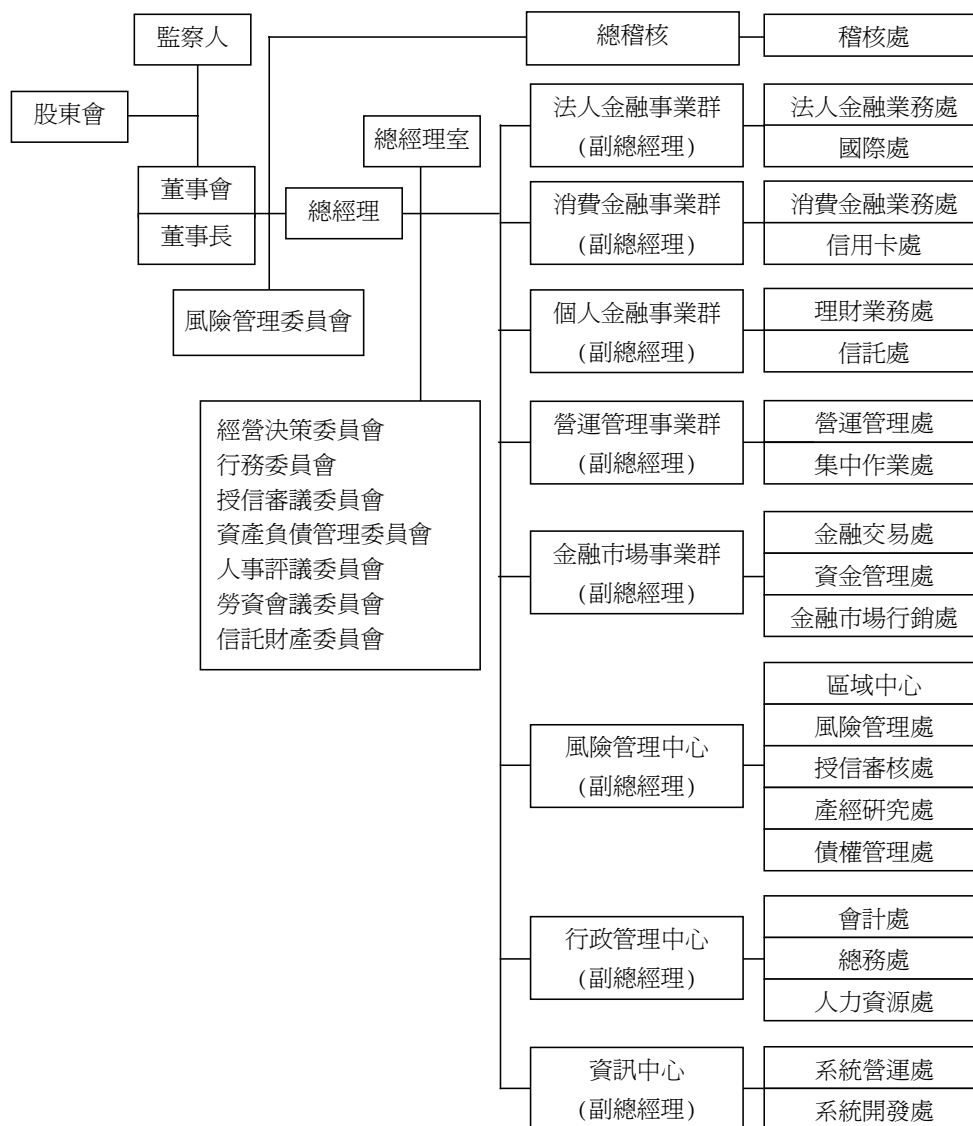 監察人
股東會
董事會
董事長
總經理
總經理室
風險管理委員會
經營決策委員會
行務委員會
授信審議委員會
資產負債管理委員會
人事評議委員會
勞資會議委員會
信託財產委員會
總稽核
稽核處
法人金融事業群
(副總經理)
法人金融業務處
國際處
消費金融事業群
(副總經理)
消費金融業務處
信用卡處
個人金融事業群
(副總經理)
理財業務處
信託處
營運管理事業群
(副總經理)
營運管理處
集中作業處
金融市場事業群
(副總經理)
金融交易處
資金管理處
金融市場行銷處
風險管理中心
(副總經理)
區域中心
風險管理處
授信審核處
產經研究處
債權管理處
行政管理中心
(副總經理)
會計處
總務處
人力資源處
資訊中心
(副總經理)
系統營運處
系統開發處